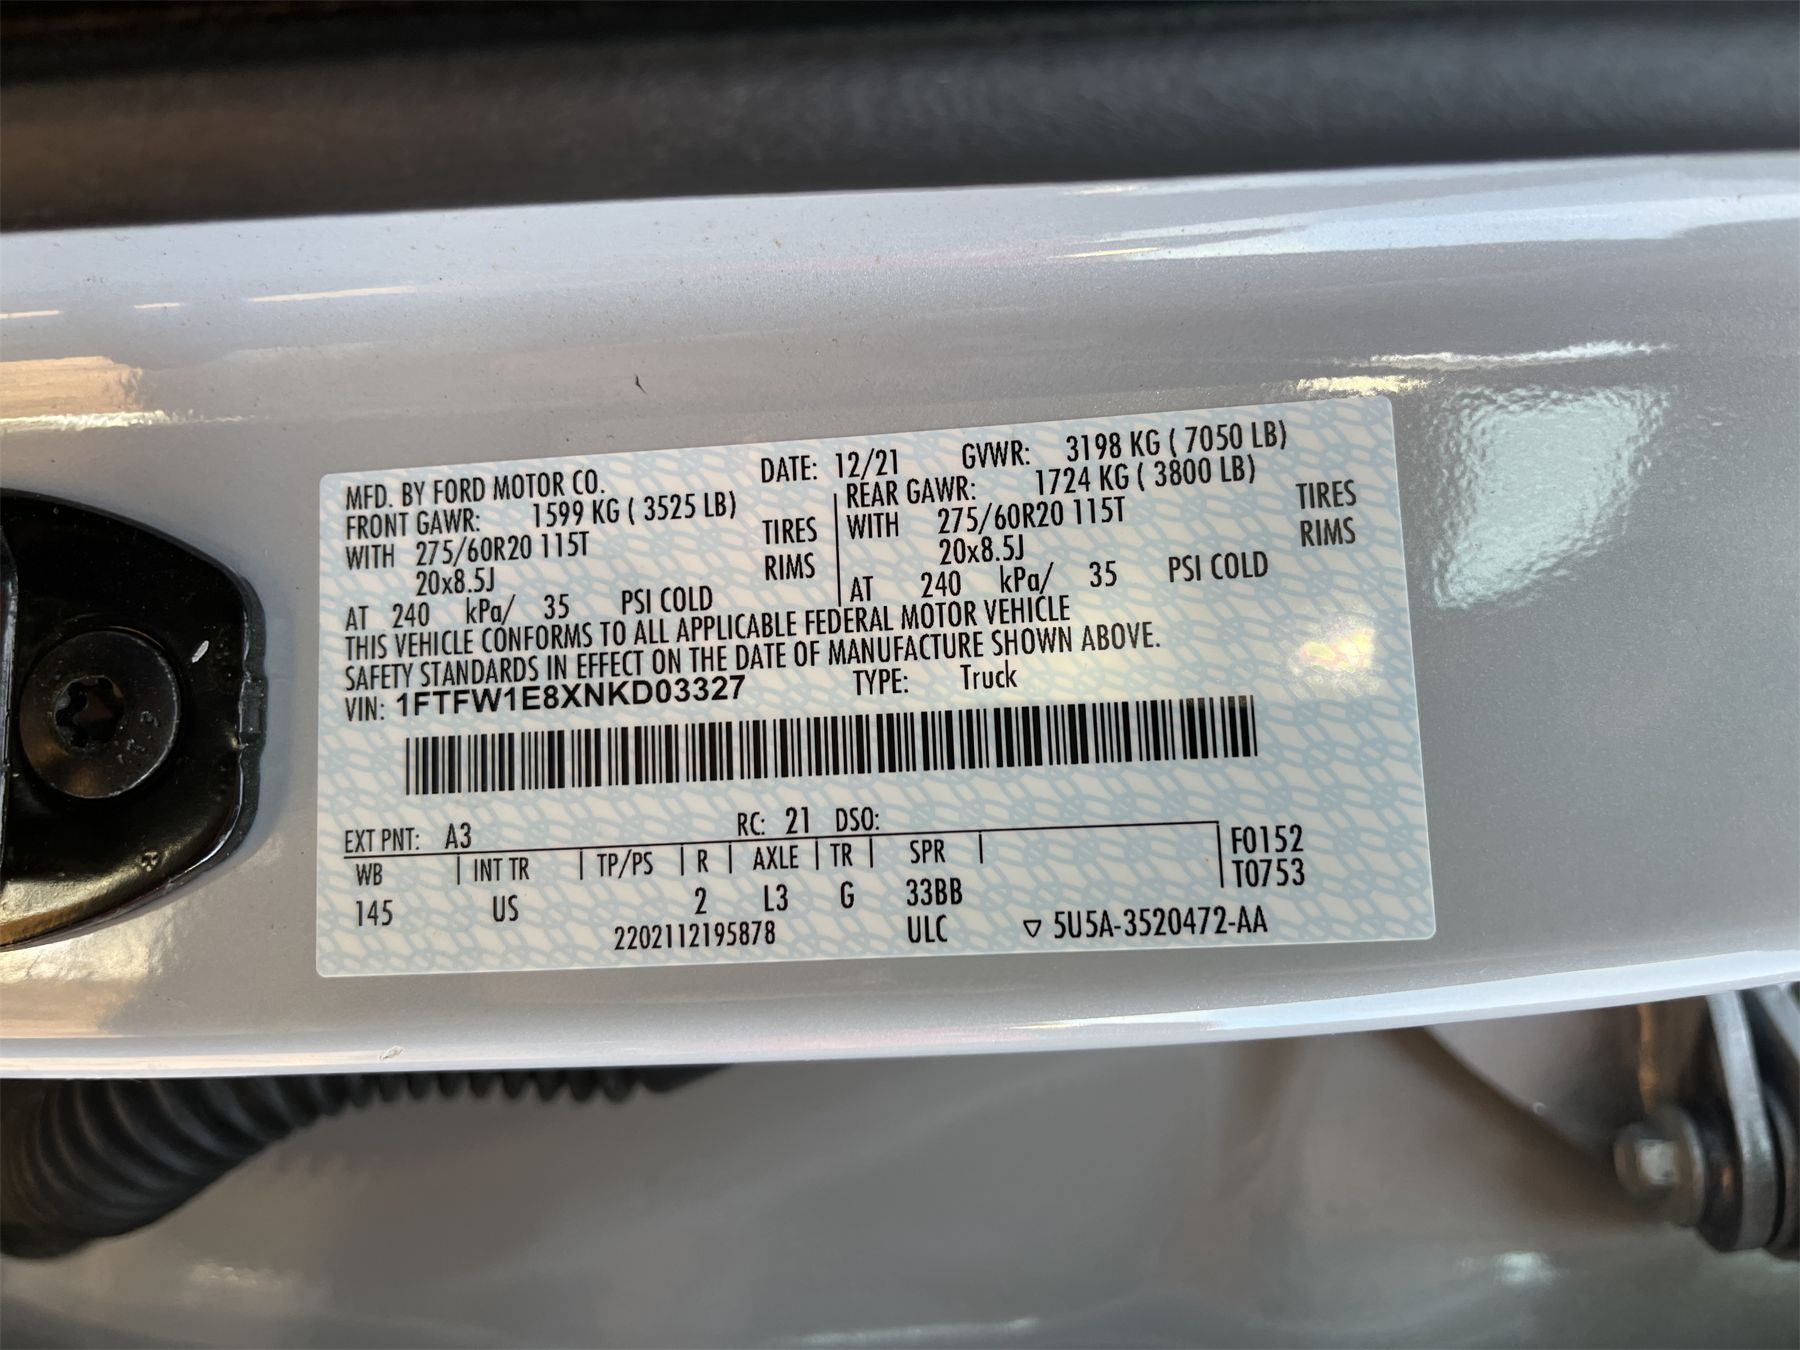 MFD. BY FORD MOTOR CO. DATE: 12/21 GVWR: 3198 KG ( 7050 LB)
FRONT GAWR: 1599 KG ( 3525 LB) REAR GAWR: 1724 KG ( 3800 LB)
WITH 275/60R20 115T TIRES WITH 275/60R20 115T TIRES
20x8.5J RIMS 20x8.5J RIMS
AT 240 kPa/ 35 PSI COLD AT 240 kPa/ 35 PSI COLD
THIS VEHICLE CONFORMS TO ALL APPLICABLE FEDERAL MOTOR VEHICLE
SAFETY STANDARDS IN EFFECT ON THE DATE OF MANUFACTURE SHOWN ABOVE.
VIN: 1FTFW1E8XNKD03327 TYPE: Truck
EXT PNT: A3 RC: 21 DSO:
WB INT TR TP/PS R AXLE TR SPR F0152
T0753
145 US 2 L3 G 33BB
2202112195878 ULC ▽ 5U5A-3520472-AA